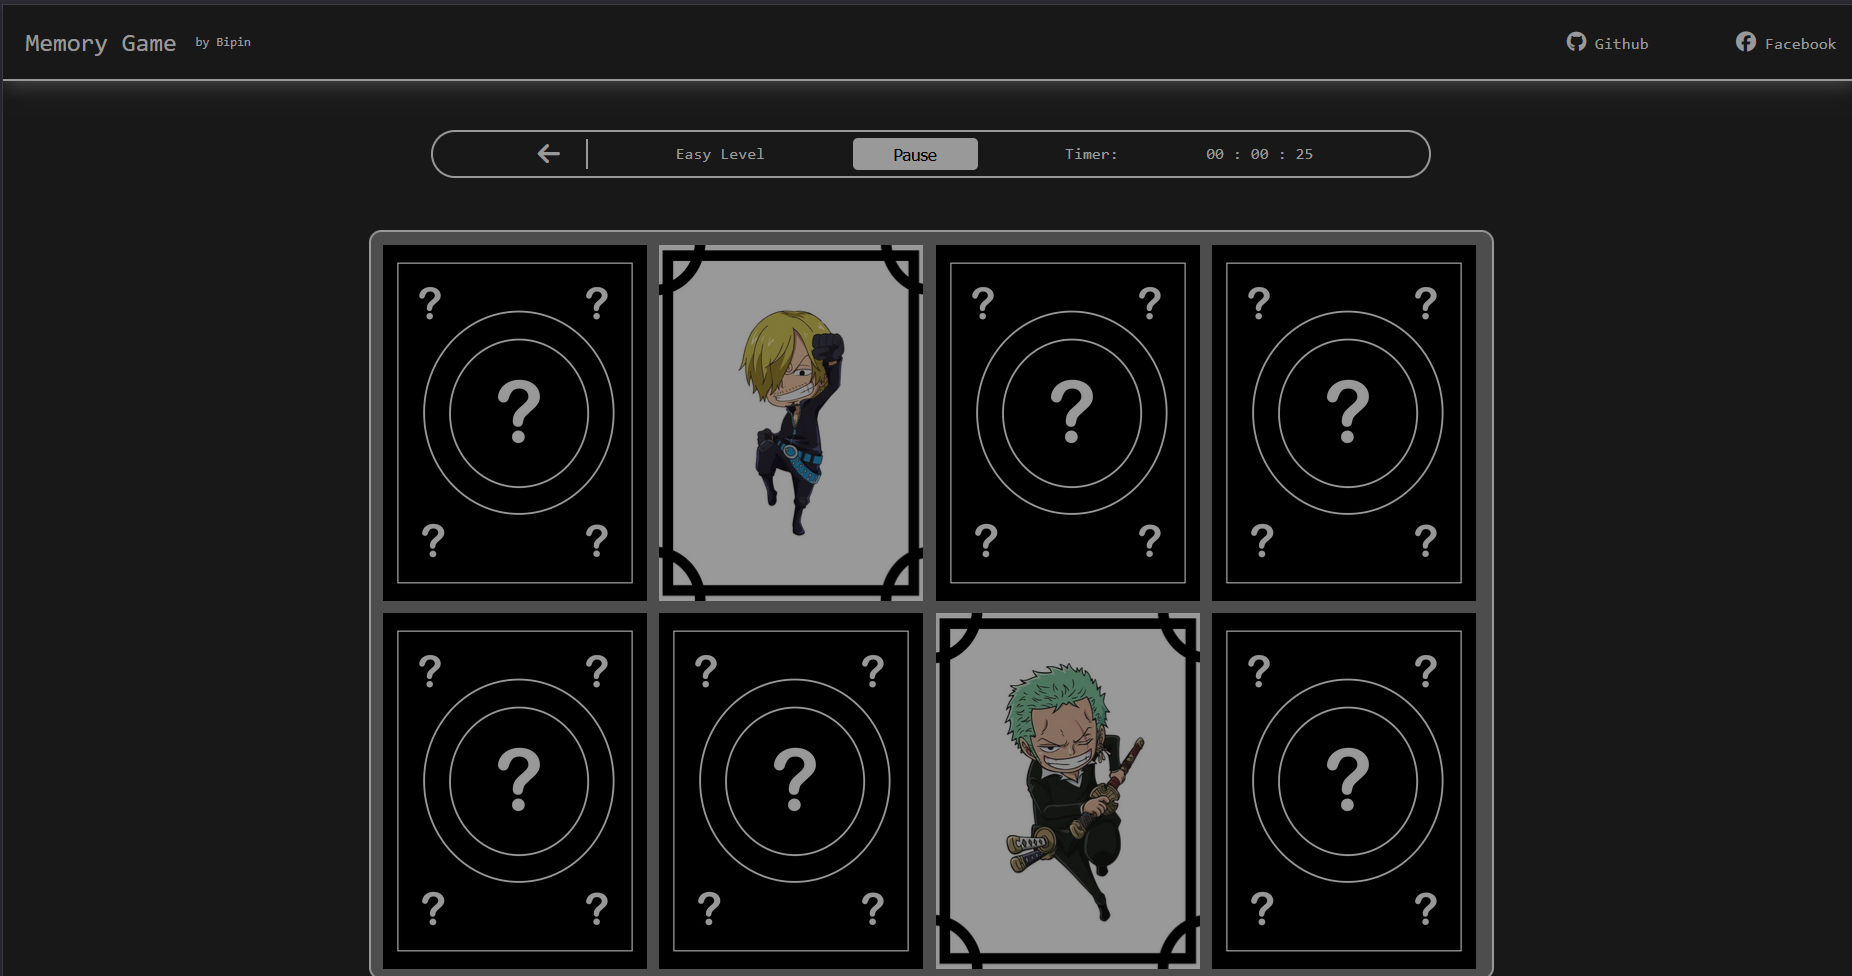 Memory Game by Bipin Github Facebook
Easy Level Pause Timer: 00 : 00 : 25
? ? ? ? ? ?
? ? ?
? ? ? ? ? ?
? ? ? ? ? ? ? ?
? ? ? ?
? ? ? ? ? ? ? ?